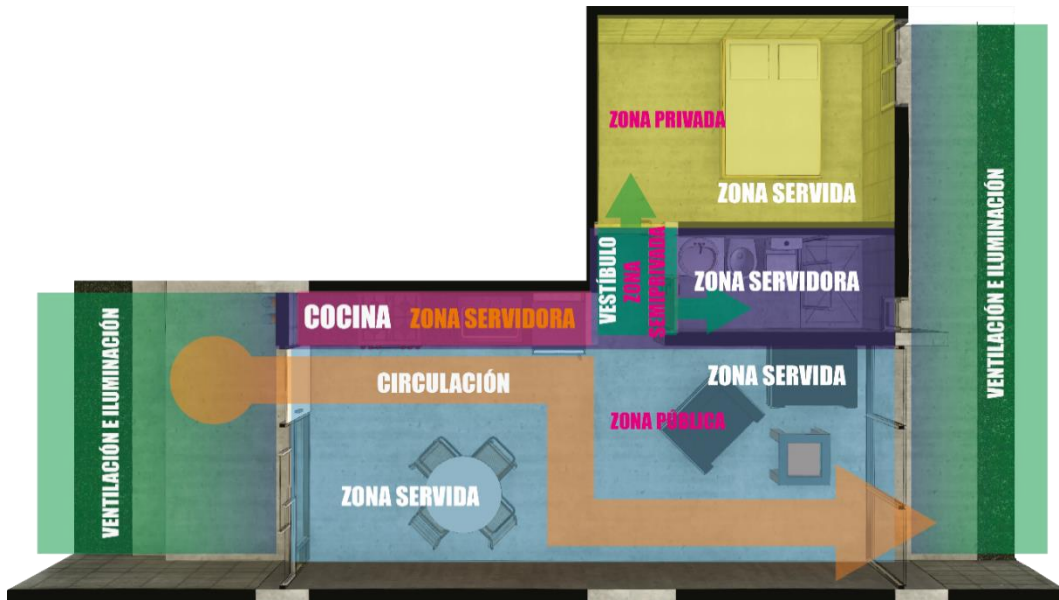 ZONA PRIVADA
ZONA SERVIDA
VESTÍBULO
ZONA
SEMIPRIVADA
ZONA SERVIDORA
COCINA ZONA SERVIDORA
CIRCULACIÓN
ZONA SERVIDA
ZONA PÚBLICA
ZONA SERVIDA
VENTILACIÓN E ILUMINACIÓN
VENTILACIÓN E ILUMINACIÓN